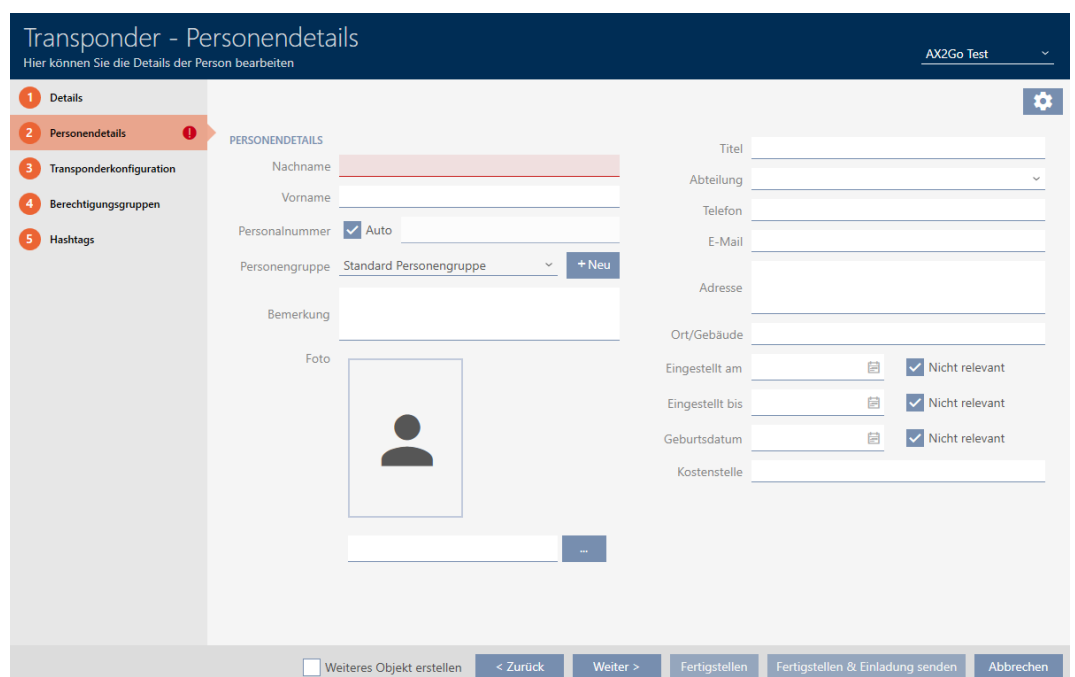 Transponder - Personendetails
Hier können Sie die Details der Person bearbeiten
AX2Go Test
1 Details
2 Personendetails !
3 Transponderkonfiguration
4 Berechtigungsgruppen
5 Hashtags
PERSONENDETAILS
Nachname
Vorname
Personalnummer Auto
Personengruppe Standard Personengruppe + Neu
Bemerkung
Foto
...
Titel
Abteilung
Telefon
E-Mail
Adresse
Ort/Gebäude
Eingestellt am Nicht relevant
Eingestellt bis Nicht relevant
Geburtsdatum Nicht relevant
Kostenstelle
Weiteres Objekt erstellen < Zurück Weiter > Fertigstellen Fertigstellen & Einladung senden Abbrechen